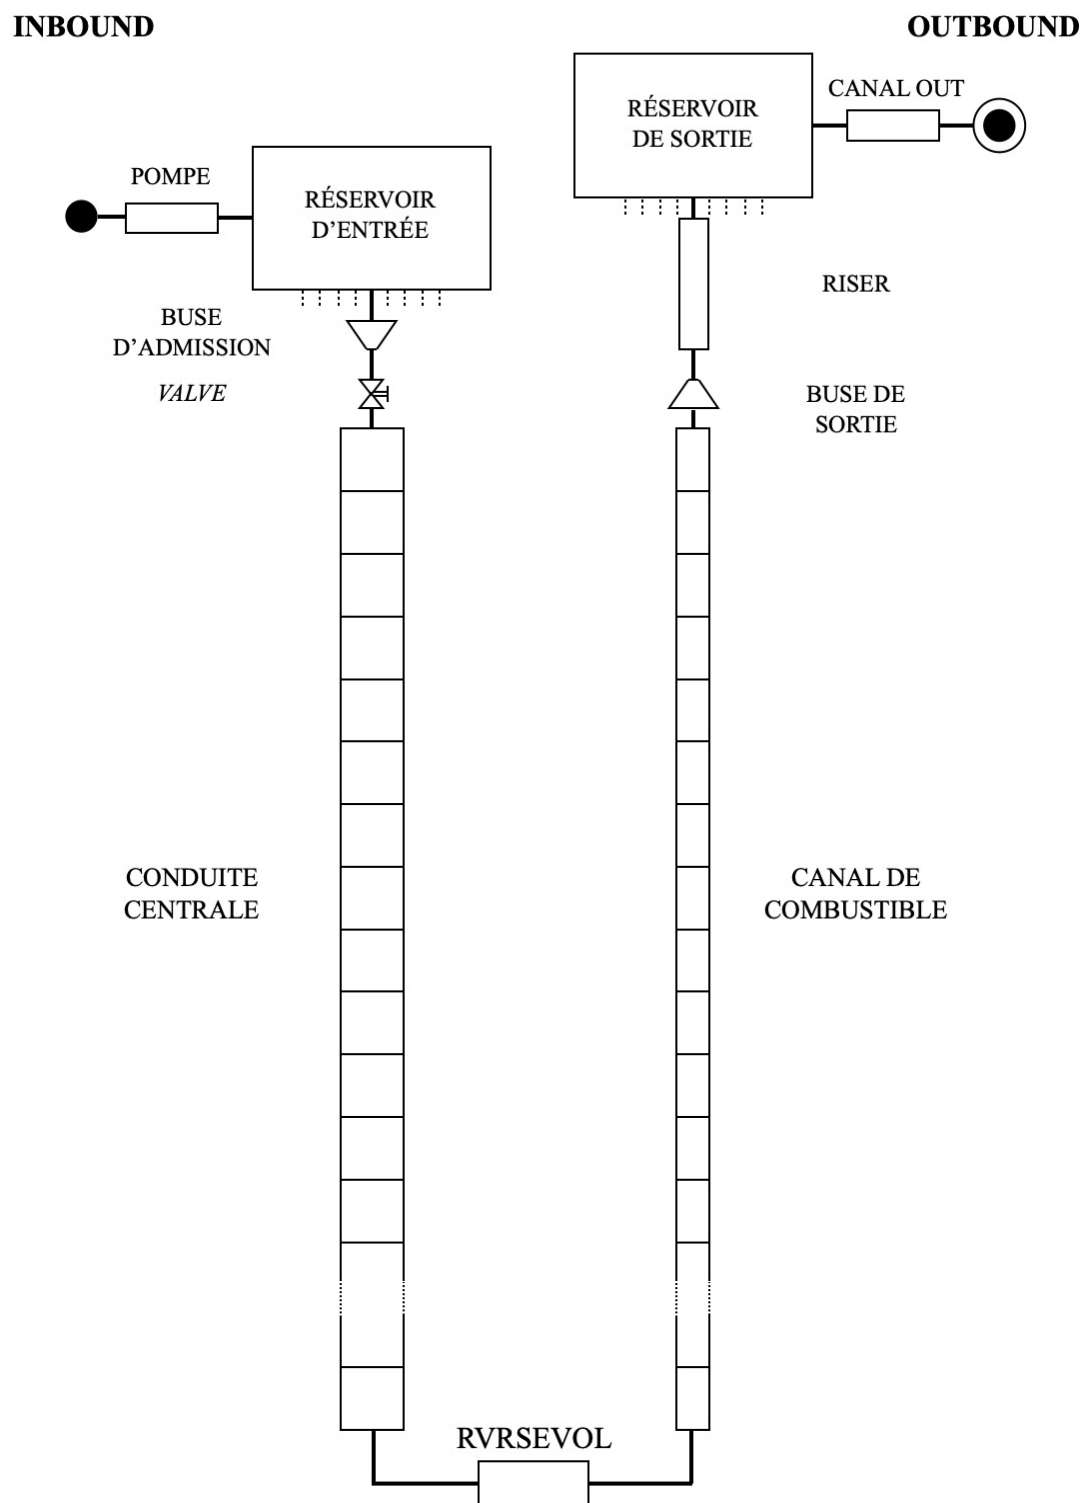 INBOUND
OUTBOUND
CANAL OUT
RÉSERVOIR
DE SORTIE
POMPE
RÉSERVOIR
D’ENTRÉE
RISER
BUSE
D’ADMISSION
VALVE
BUSE DE
SORTIE
CONDUITE
CENTRALE
CANAL DE
COMBUSTIBLE
RVRSEVOL